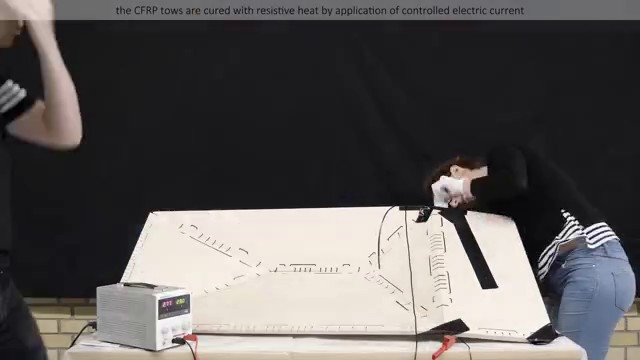 the CFRP tows are cured with resistive heat by application of controlled electric current